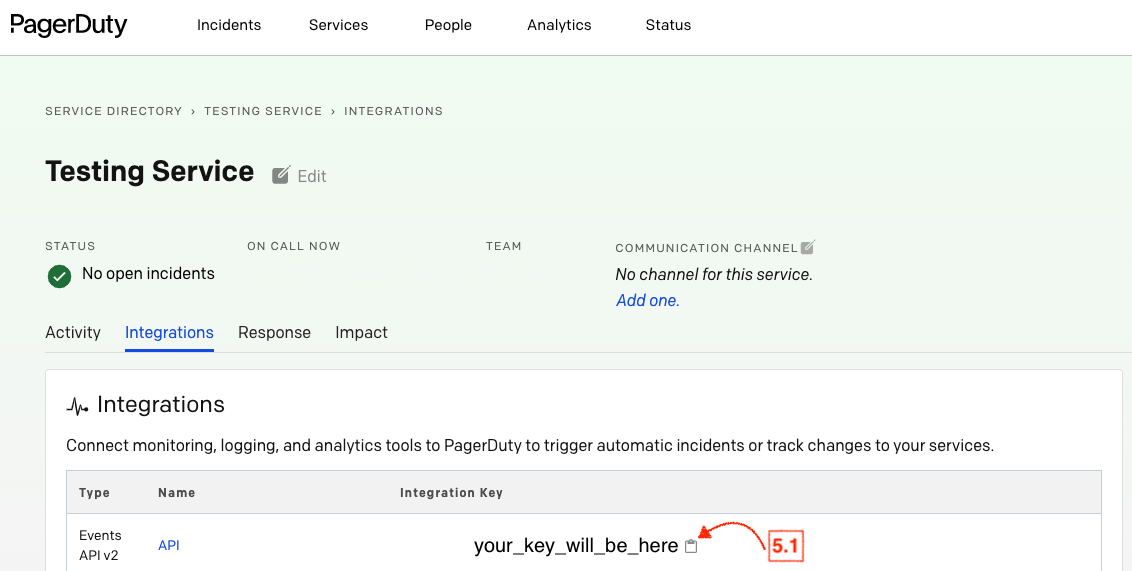 PagerDuty Incidents Services People Analytics Status
SERVICE DIRECTORY › TESTING SERVICE › INTEGRATIONS
Testing Service Edit
STATUS ON CALL NOW TEAM COMMUNICATION CHANNEL
No open incidents No channel for this service.
Add one.
Activity Integrations Response Impact
Integrations
Connect monitoring, logging, and analytics tools to PagerDuty to trigger automatic incidents or track changes to your services.
Type Name Integration Key
Events
API v2 API your_key_will_be_here 5.1